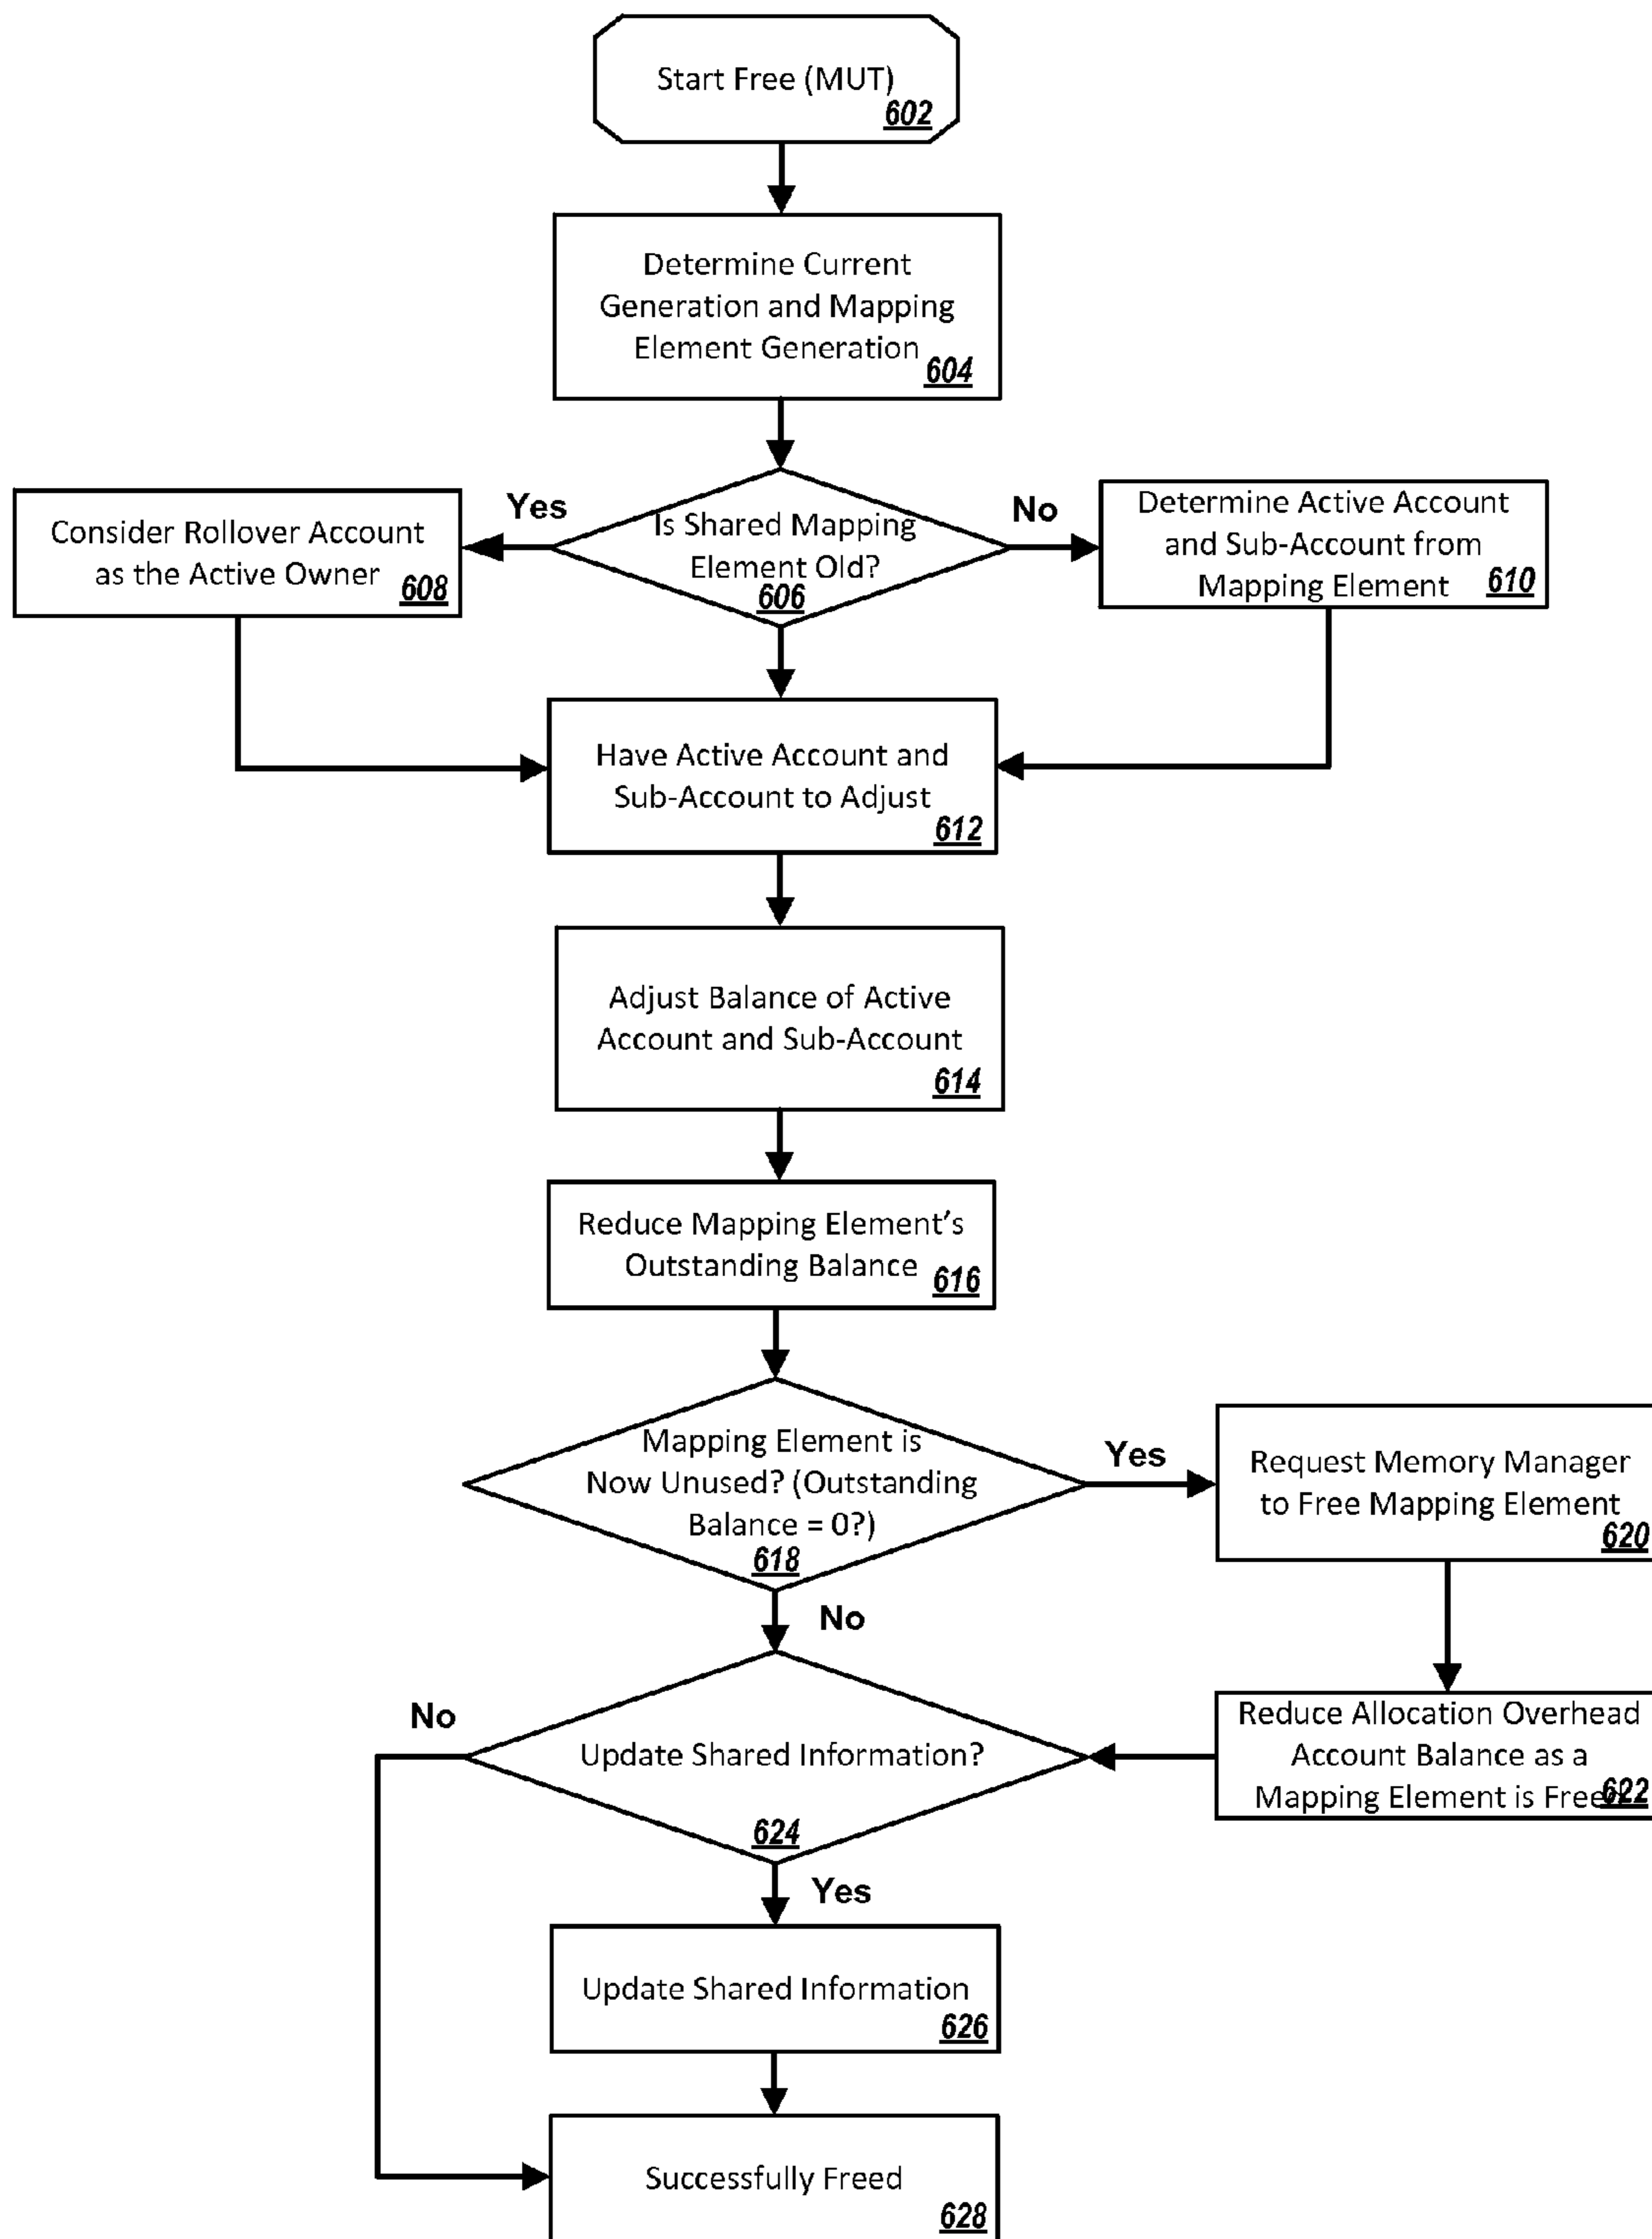 Start Free (MUT)
602
Determine Current
Generation and Mapping
Element Generation
604
Is Shared Mapping
Element Old?
606
Yes
No
Consider Rollover Account
as the Active Owner
608
Determine Active Account
and Sub-Account from
Mapping Element
610
Have Active Account and
Sub-Account to Adjust
612
Adjust Balance of Active
Account and Sub-Account
614
Reduce Mapping Element's
Outstanding Balance
616
Mapping Element is
Now Unused? (Outstanding
Balance = 0?)
618
Yes
No
Request Memory Manager
to Free Mapping Element
620
Reduce Allocation Overhead
Account Balance as a
Mapping Element is
622
Update Shared Information?
624
No
Yes
Update Shared Information
626
Successfully Freed
628